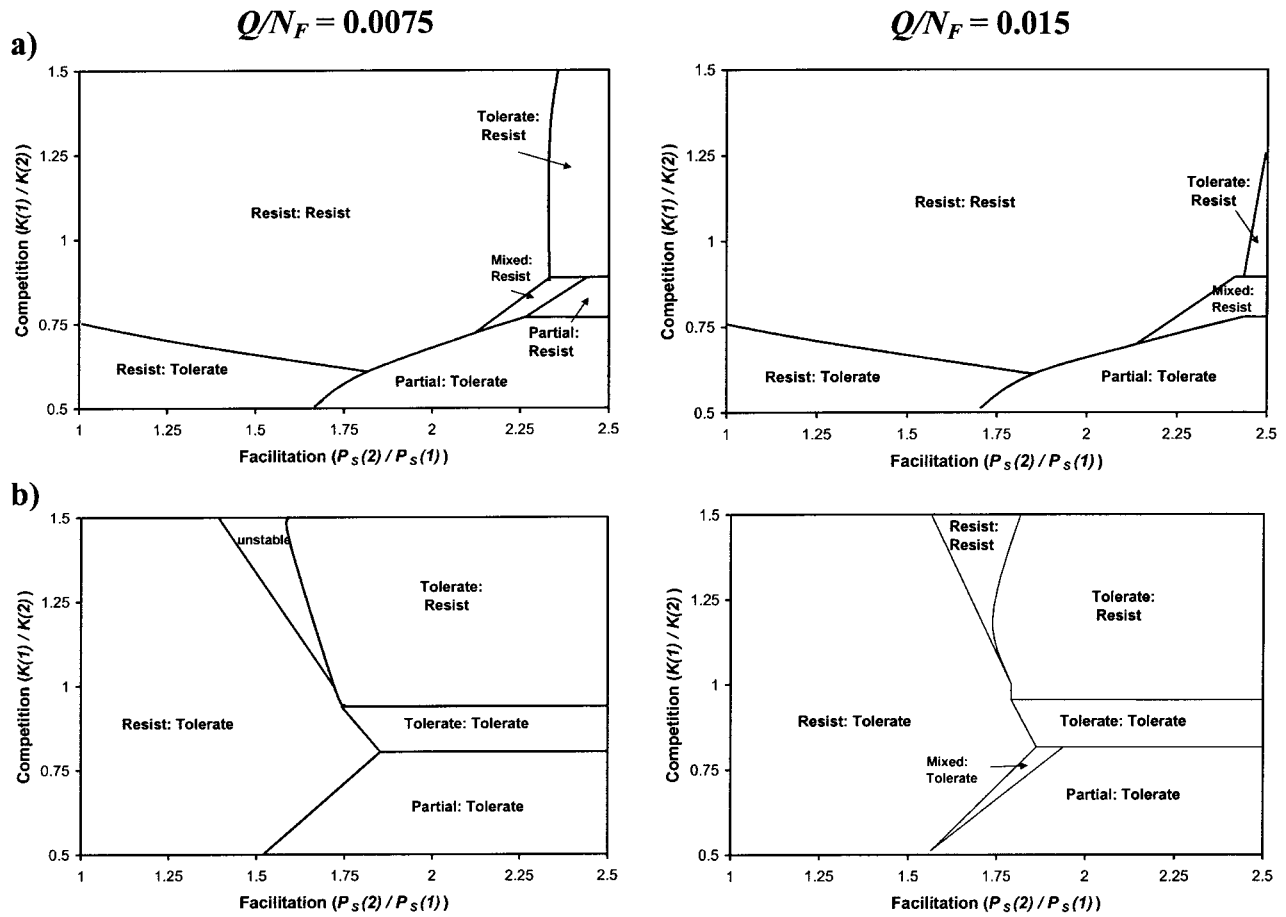 Q/N_F = 0.0075
Q/N_F = 0.015
a)
1.5
1.25
1
0.75
0.5
Competition (K(1) / K(2))
Tolerate:
Resist
Resist: Resist
Mixed:
Resist
Partial:
Resist
Resist: Tolerate
Partial: Tolerate
1
1.25
1.5
1.75
2
2.25
2.5
Facilitation (P_S(2) / P_S(1))
1.5
1.25
1
0.75
0.5
Competition (K(1) / K(2))
Tolerate:
Resist
Resist: Resist
Mixed:
Resist
Resist: Tolerate
Partial: Tolerate
1
1.25
1.5
1.75
2
2.25
2.5
Facilitation (P_S(2) / P_S(1))
b)
1.5
1.25
1
0.75
0.5
Competition (K(1) / K(2))
unstable
Tolerate:
Resist
Resist: Tolerate
Tolerate: Tolerate
Partial: Tolerate
1
1.25
1.5
1.75
2
2.25
2.5
Facilitation (P_S(2) / P_S(1))
1.5
1.25
1
0.75
0.5
Competition (K(1) / K(2))
Resist:
Resist
Tolerate:
Resist
Resist: Tolerate
Tolerate: Tolerate
Mixed:
Tolerate
Partial: Tolerate
1
1.25
1.5
1.75
2
2.25
2.5
Facilitation (P_S(2) / P_S(1))